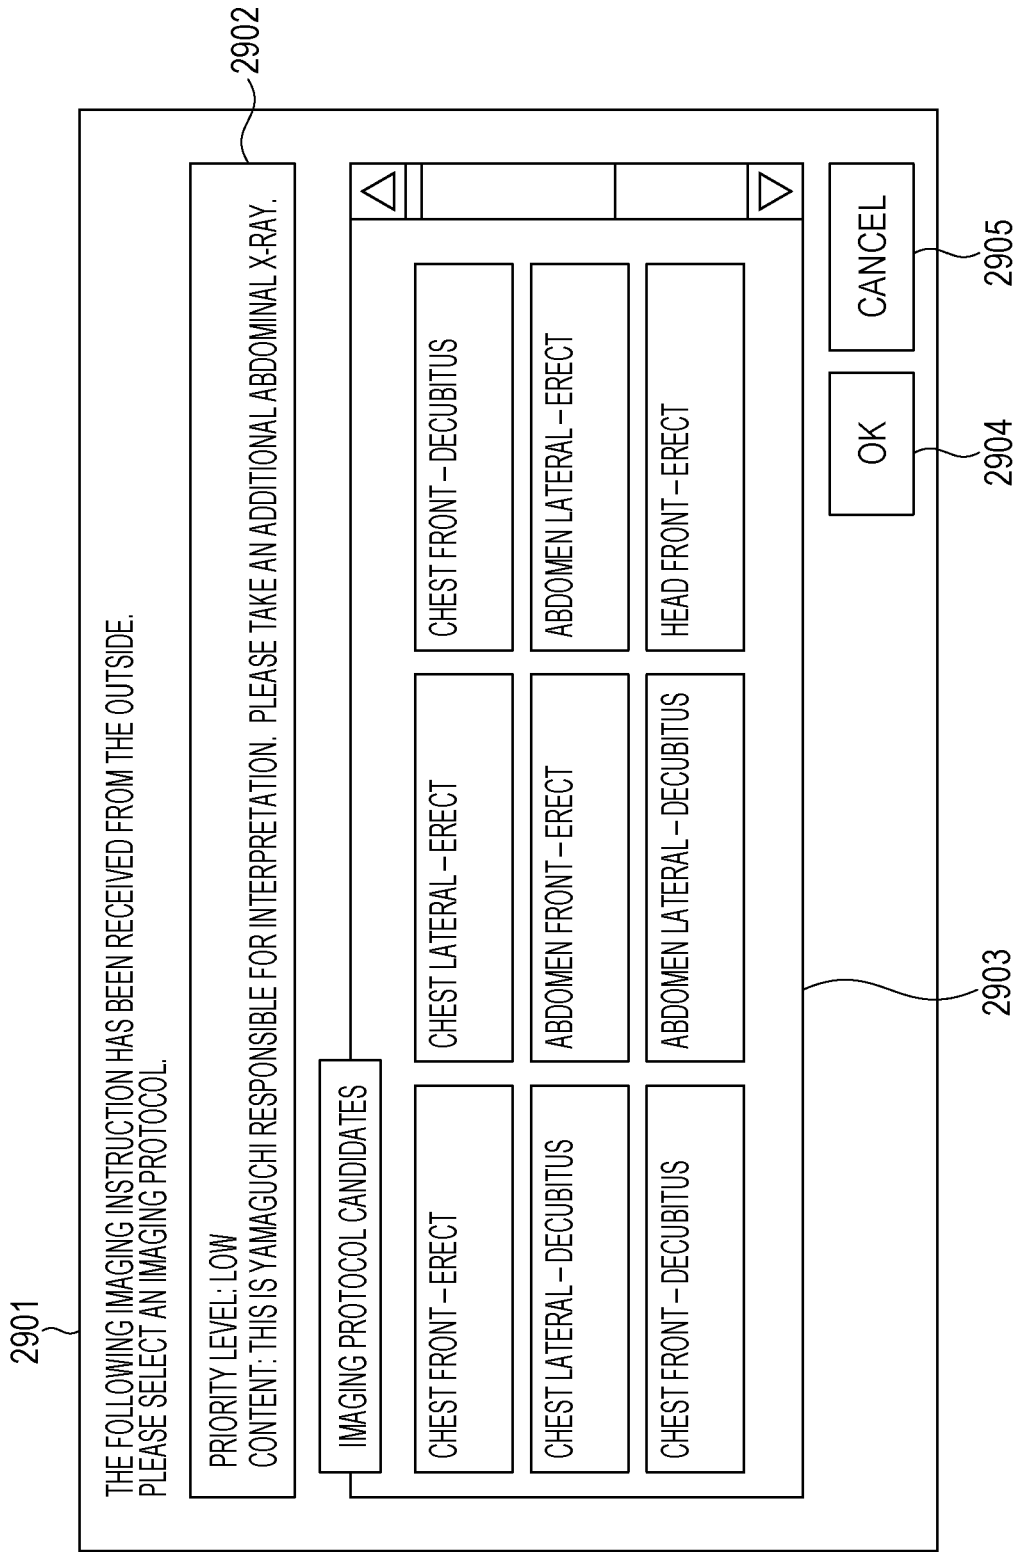 2901
THE FOLLOWING IMAGING INSTRUCTION HAS BEEN RECEIVED FROM THE OUTSIDE.
PLEASE SELECT AN IMAGING PROTOCOL.
2902
PRIORITY LEVEL: LOW
CONTENT: THIS IS YAMAGUCHI RESPONSIBLE FOR INTERPRETATION. PLEASE TAKE AN ADDITIONAL ABDOMINAL X-RAY.
IMAGING PROTOCOL CANDIDATES
CHEST FRONT – ERECT
CHEST LATERAL – ERECT
CHEST FRONT – DECUBITUS
CHEST LATERAL – DECUBITUS
ABDOMEN FRONT – ERECT
ABDOMEN LATERAL – ERECT
CHEST FRONT – DECUBITUS
ABDOMEN LATERAL – DECUBITUS
HEAD FRONT – ERECT
OK
CANCEL
2903
2904
2905